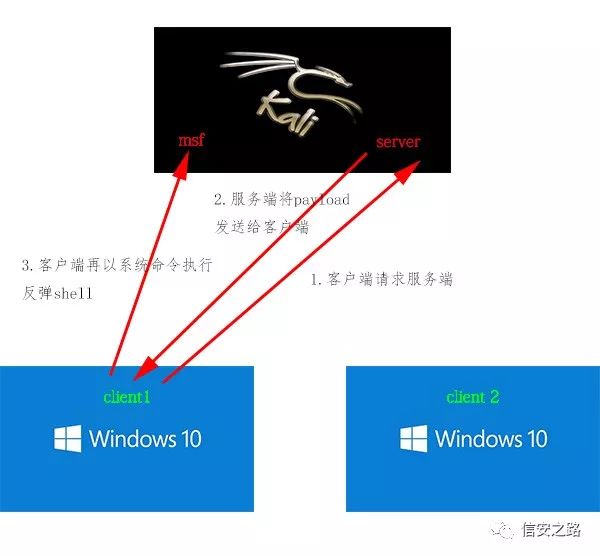 Kali
msf
server
2.服务端将payload
发送给客户端
3.客户端再以系统命令执行
反弹shell
1.客户端请求服务端
client1
client 2
Windows 10
Windows 10
信安之路